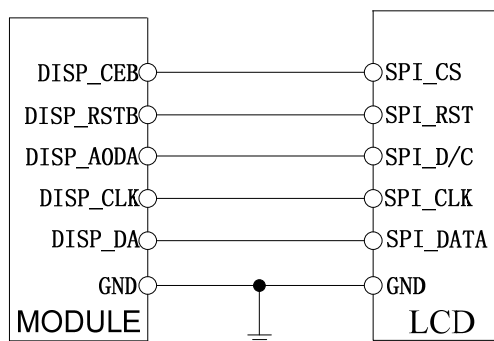 DISP_CEB SPI_CS
DISP_RSTB SPI_RST
DISP_AODA SPI_D/C
DISP_CLK SPI_CLK
DISP_DA SPI_DATA
GND GND
MODULE LCD